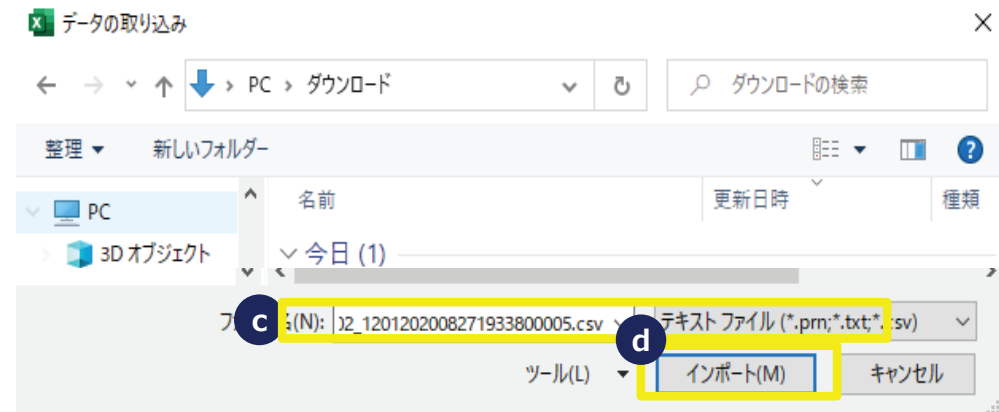 データの取り込み
PC › ダウンロード
ダウンロードの検索
整理 新しいフォルダー
名前 更新日時 種類
PC
3D オブジェクト
今日 (1)
c (N): 02_1201202008271933800005.csv テキスト ファイル (*.prn;*.txt;*.csv)
d
ツール(L) インポート(M) キャンセル